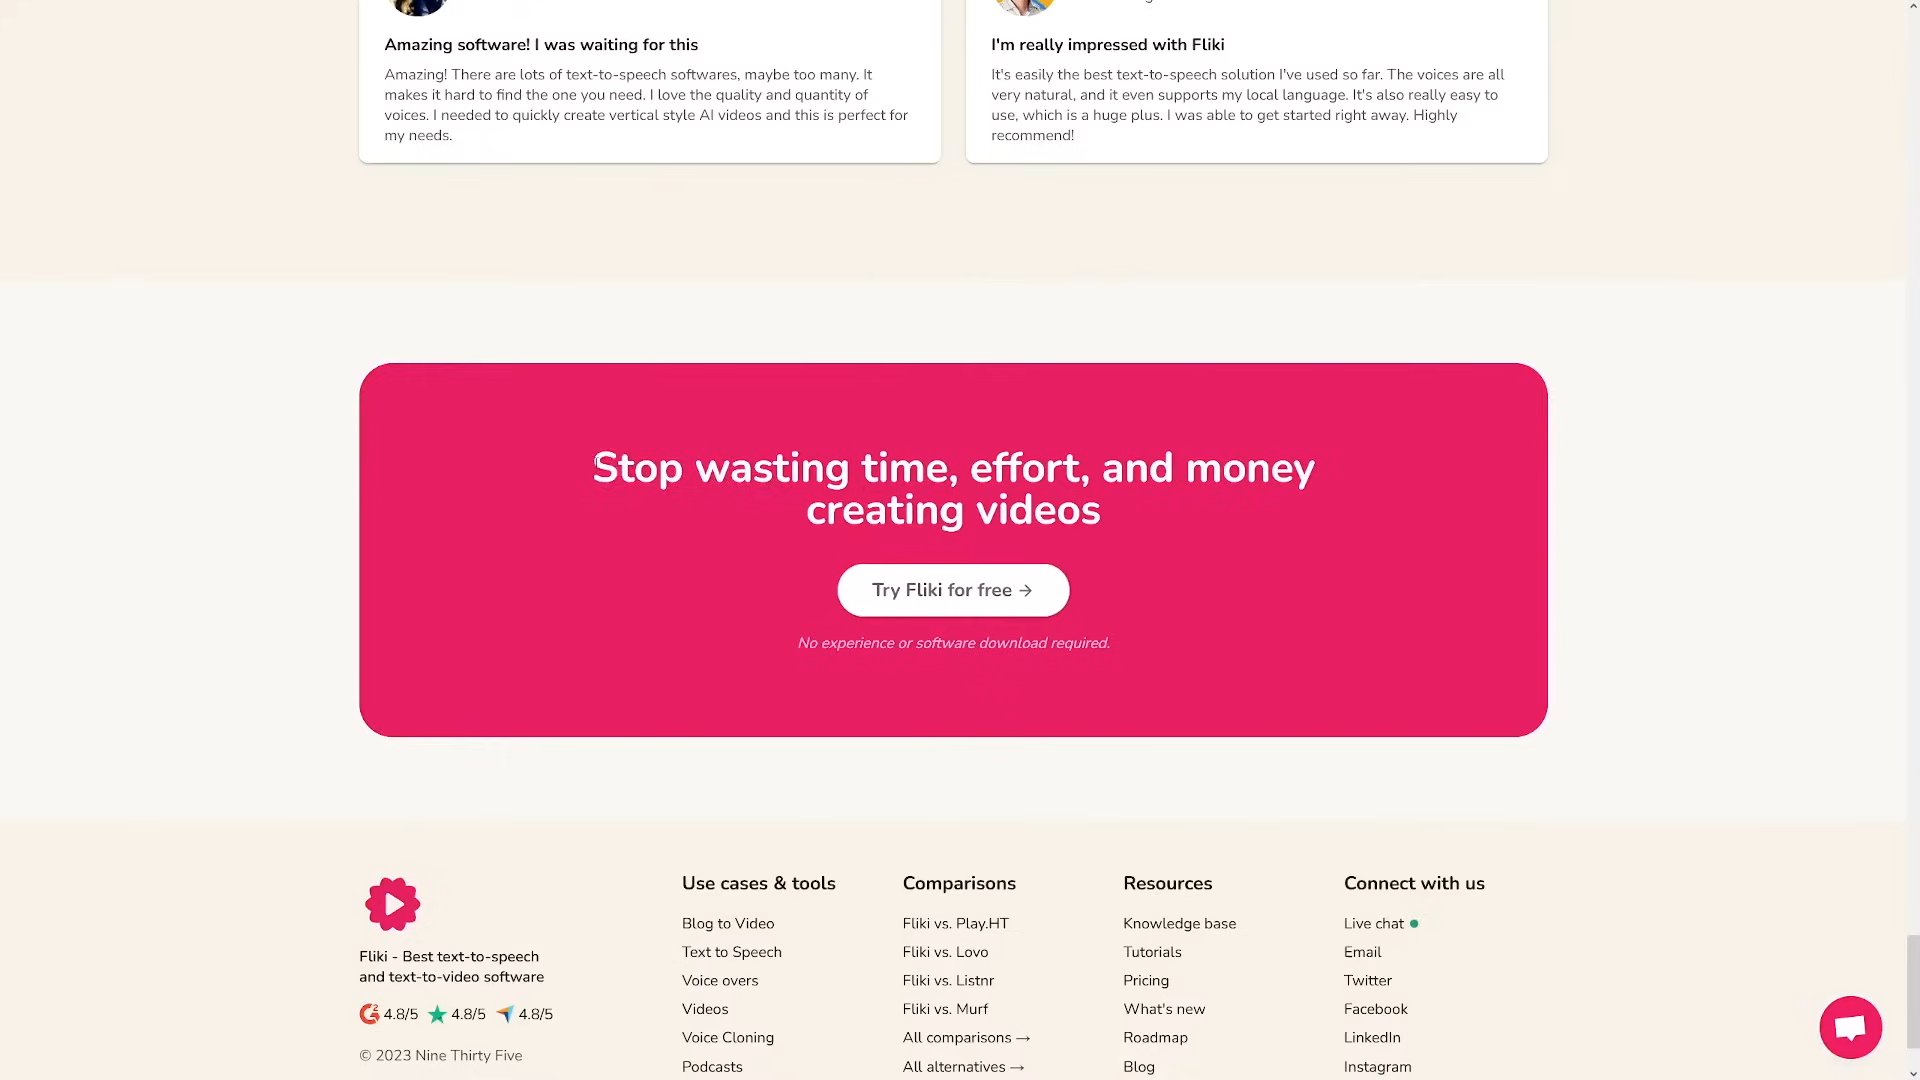 Amazing software! I was waiting for this
Amazing! There are lots of text-to-speech softwares, maybe too many. It
makes it hard to find the one you need. I love the quality and quantity of
voices. I needed to quickly create vertical style AI videos and this is perfect for
my needs.
I'm really impressed with Fliki
It's easily the best text-to-speech solution I've used so far. The voices are all
very natural, and it even supports my local language. It's also really easy to
use, which is a huge plus. I was able to get started right away. Highly
recommend!
Stop wasting time, effort, and money
creating videos
Try Fliki for free →
No experience or software download required.
Fliki - Best text-to-speech
and text-to-video software
4.8/5 4.8/5 4.8/5
© 2023 Nine Thirty Five
Use cases & tools
Blog to Video
Text to Speech
Voice overs
Videos
Voice Cloning
Podcasts
Comparisons
Fliki vs. Play.HT
Fliki vs. Lovo
Fliki vs. Listnr
Fliki vs. Murf
All comparisons →
All alternatives →
Resources
Knowledge base
Tutorials
Pricing
What's new
Roadmap
Blog
Connect with us
Live chat
Email
Twitter
Facebook
LinkedIn
Instagram